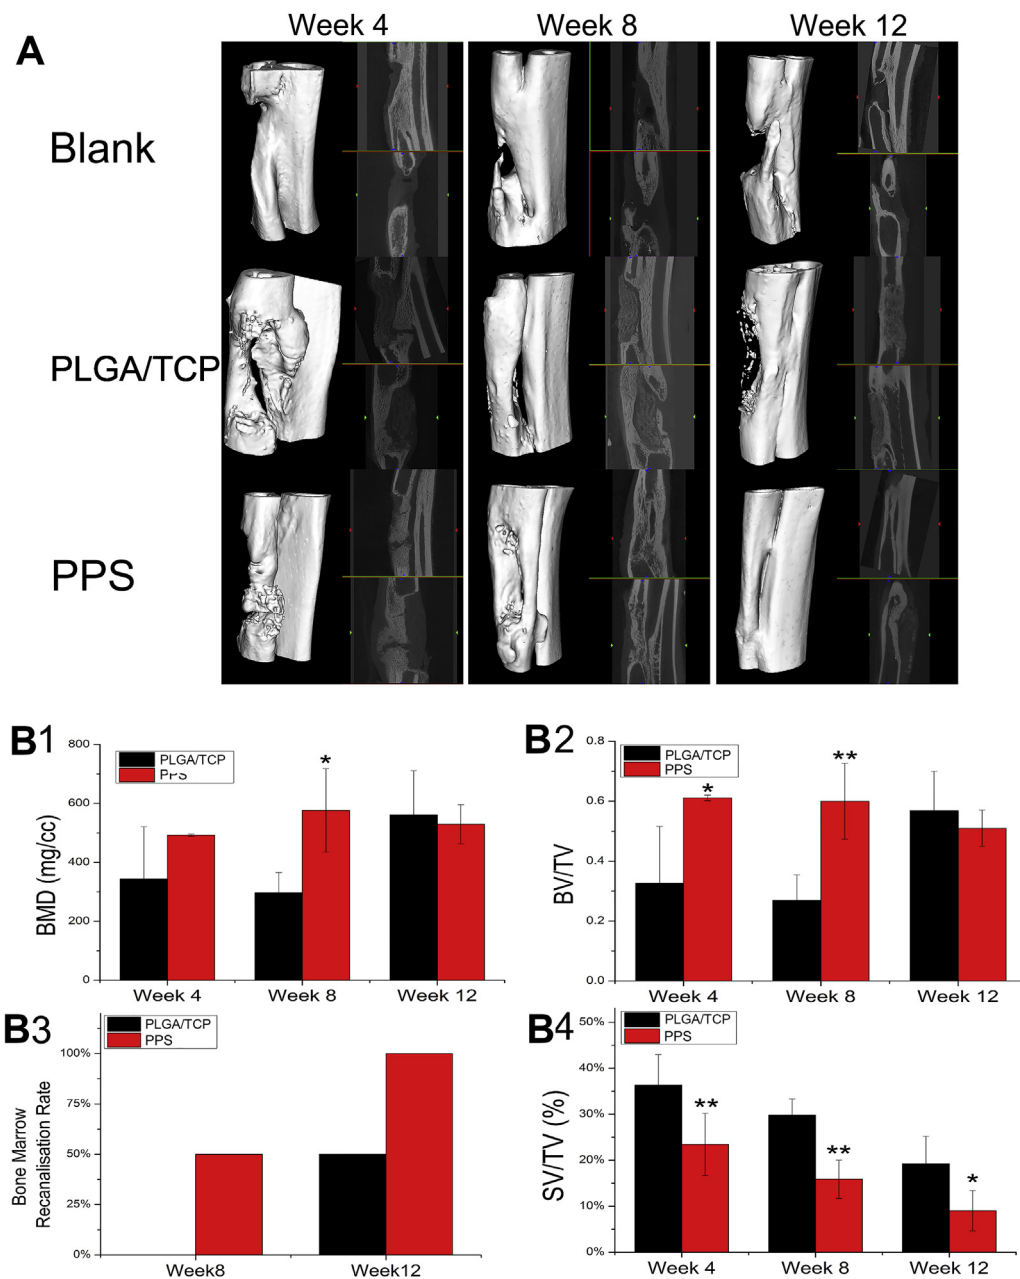 Week 4
Week 8
Week 12
A
Blank
PLGA/TCP
PPS
B1
800
600
400
200
0
BMD (mg/cc)
PLGA/TCP
PPS
*
Week 4
Week 8
Week 12
B2
0.8
0.6
0.4
0.2
0.0
BV/TV
PLGA/TCP
PPS
*
**
Week 4
Week 8
Week 12
B3
100%
75%
50%
25%
0%
Bone Marrow
Recanalisation Rate
PLGA/TCP
PPS
Week8
Week12
B4
50%
40%
30%
20%
10%
0%
SV/TV (%)
PLGA/TCP
PPS
**
**
*
Week 4
Week 8
Week 12